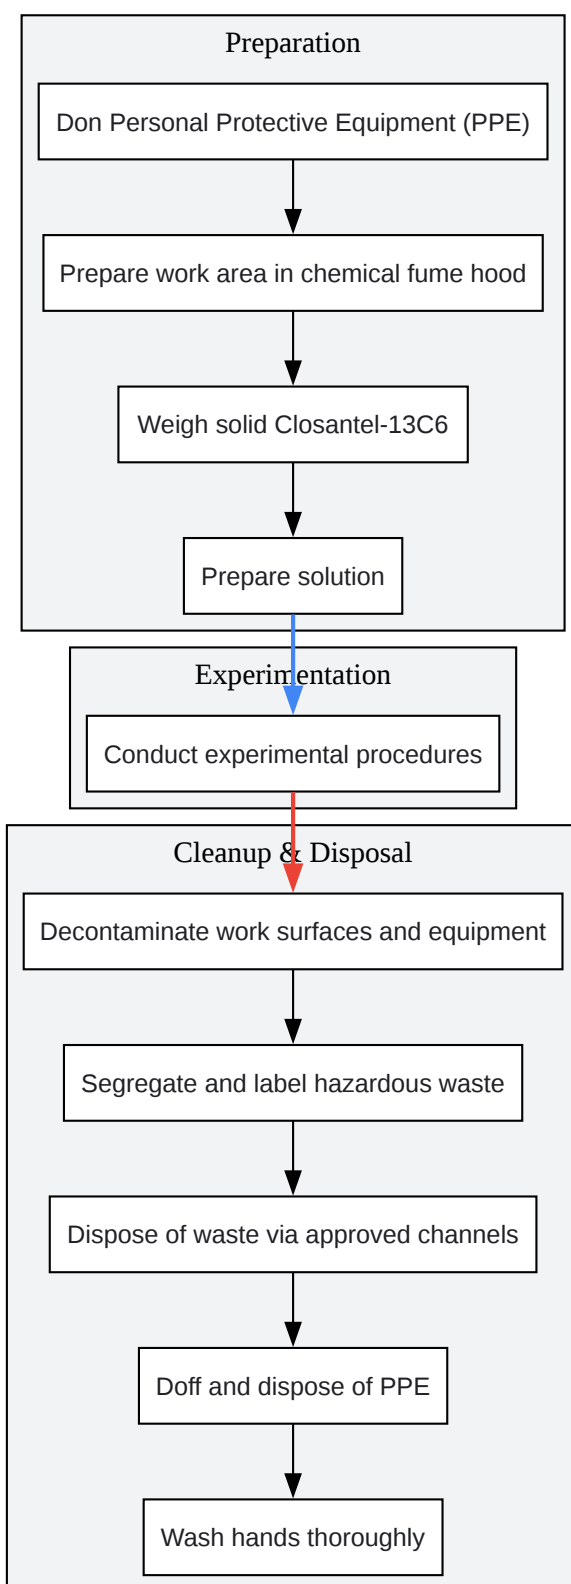 Preparation
Don Personal Protective Equipment (PPE)
Prepare work area in chemical fume hood
Weigh solid Closantel-13C6
Prepare solution
Experimentation
Conduct experimental procedures
Cleanup & Disposal
Decontaminate work surfaces and equipment
Segregate and label hazardous waste
Dispose of waste via approved channels
Doff and dispose of PPE
Wash hands thoroughly